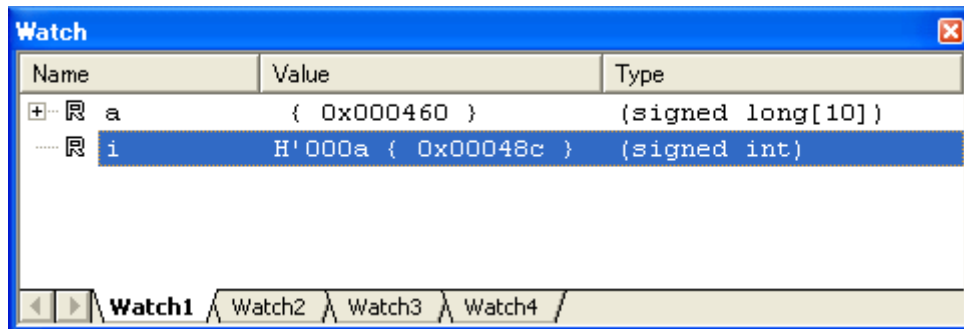 Watch
Name Value Type
R a { 0x000460 } (signed long[10])
R i H'000a { 0x00048c } (signed int)
Watch1 Watch2 Watch3 Watch4